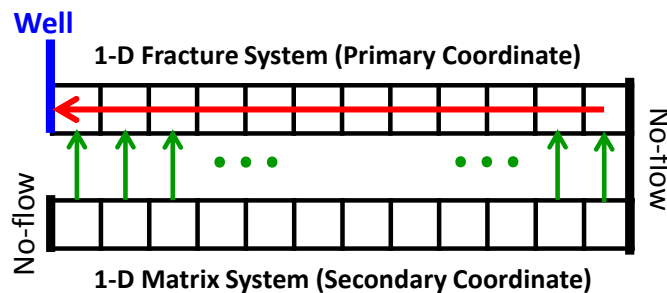 Well
1-D Fracture System (Primary Coordinate)
No-flow
No-flow
1-D Matrix System (Secondary Coordinate)